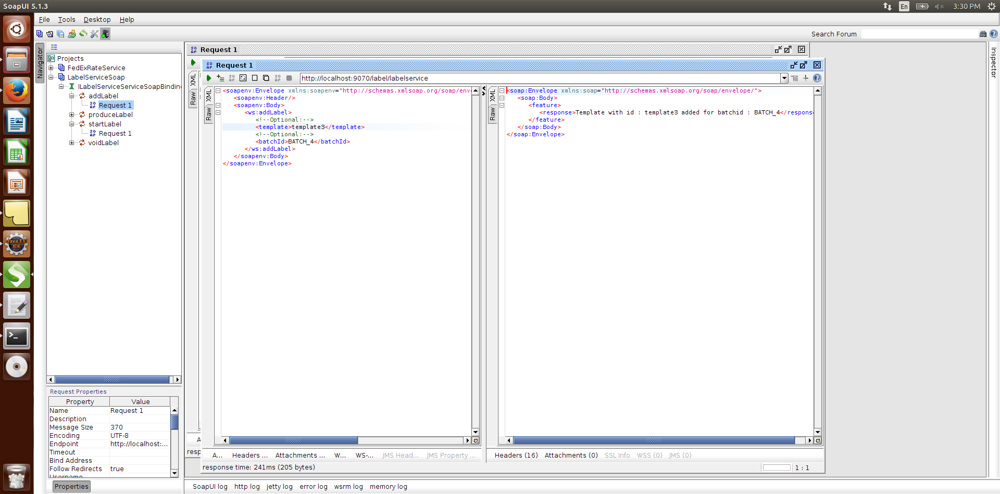 SoapUI 5.1.3
En
3:30 PM
File Tools Desktop Help
Search Forum
Navigator
Projects
FedExRateService
LabelServiceSoap
ILabelServiceServiceSoapBinding
addLabel
Request 1
produceLabel
startLabel
Request 1
voidLabel
Request Properties
Property Value
Name Request 1
Description
Message Size 370
Encoding UTF-8
Endpoint http://localhost:...
Timeout
Bind Address
Follow Redirects true
Username
Properties
Request 1
XML
Raw
A
resp
Request 1
http://localhost:9070/label/labelservice
XML
Raw
<soapenv:Envelope xmlns:soapenv="http://schemas.xmlsoap.org/soap/enve
<soapenv:Header/>
<soapenv:Body>
<ws:addLabel>
<!--Optional:-->
<template>template3</template>
<!--Optional:-->
<batchId>BATCH_4</batchId>
</ws:addLabel>
</soapenv:Body>
</soapenv:Envelope>
XML
Raw
<soap:Envelope xmlns:soap="http://schemas.xmlsoap.org/soap/envelope/">
<soap:Body>
<feature>
<response>Template with id : template3 added for batchid : BATCH_4</respons
</feature>
</soap:Body>
</soap:Envelope>
A... Headers ... Attachments ... W... WS-... JMS Head... JMS Property ...
Headers (16) Attachments (0) SSL Info WSS (0) JMS (0)
response time: 241ms (205 bytes)
1 : 1
SoapUI log http log jetty log error log wsrm log memory log
Inspector
Java EE
IDE